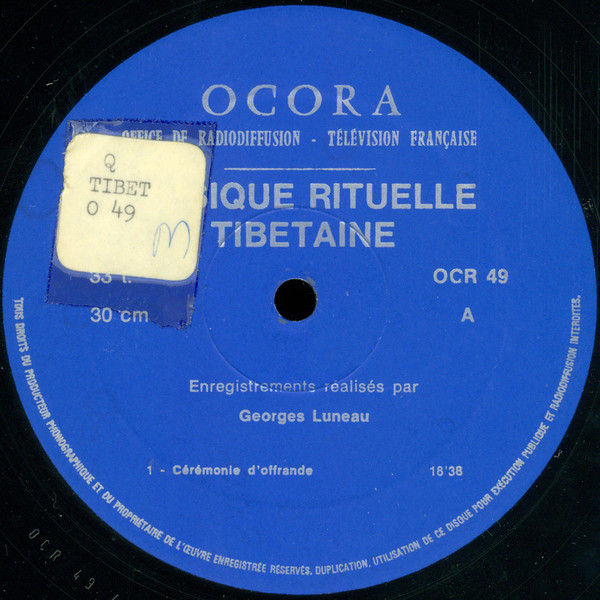 OCORA
OFFICE DE RADIODIFFUSION - TÉLÉVISION FRANÇAISE
Q
TIBET
O 49
M
SIQUE RITUELLE
TIBETAINE
33 t.
OCR 49
30 cm
A
Enregistrements réalisés par
Georges Luneau
1 - Cérémonie d'offrande 18'38
TOUS DROITS DU PRODUCTEUR PHONOGRAPHIQUE ET DU PROPRIÉTAIRE DE L'ŒUVRE ENREGISTRÉE RÉSERVÉS. DUPLICATION, UTILISATION DE CE DISQUE POUR EXÉCUTION PUBLIQUE ET RADIODIFFUSION INTERDITES.
OCR 49